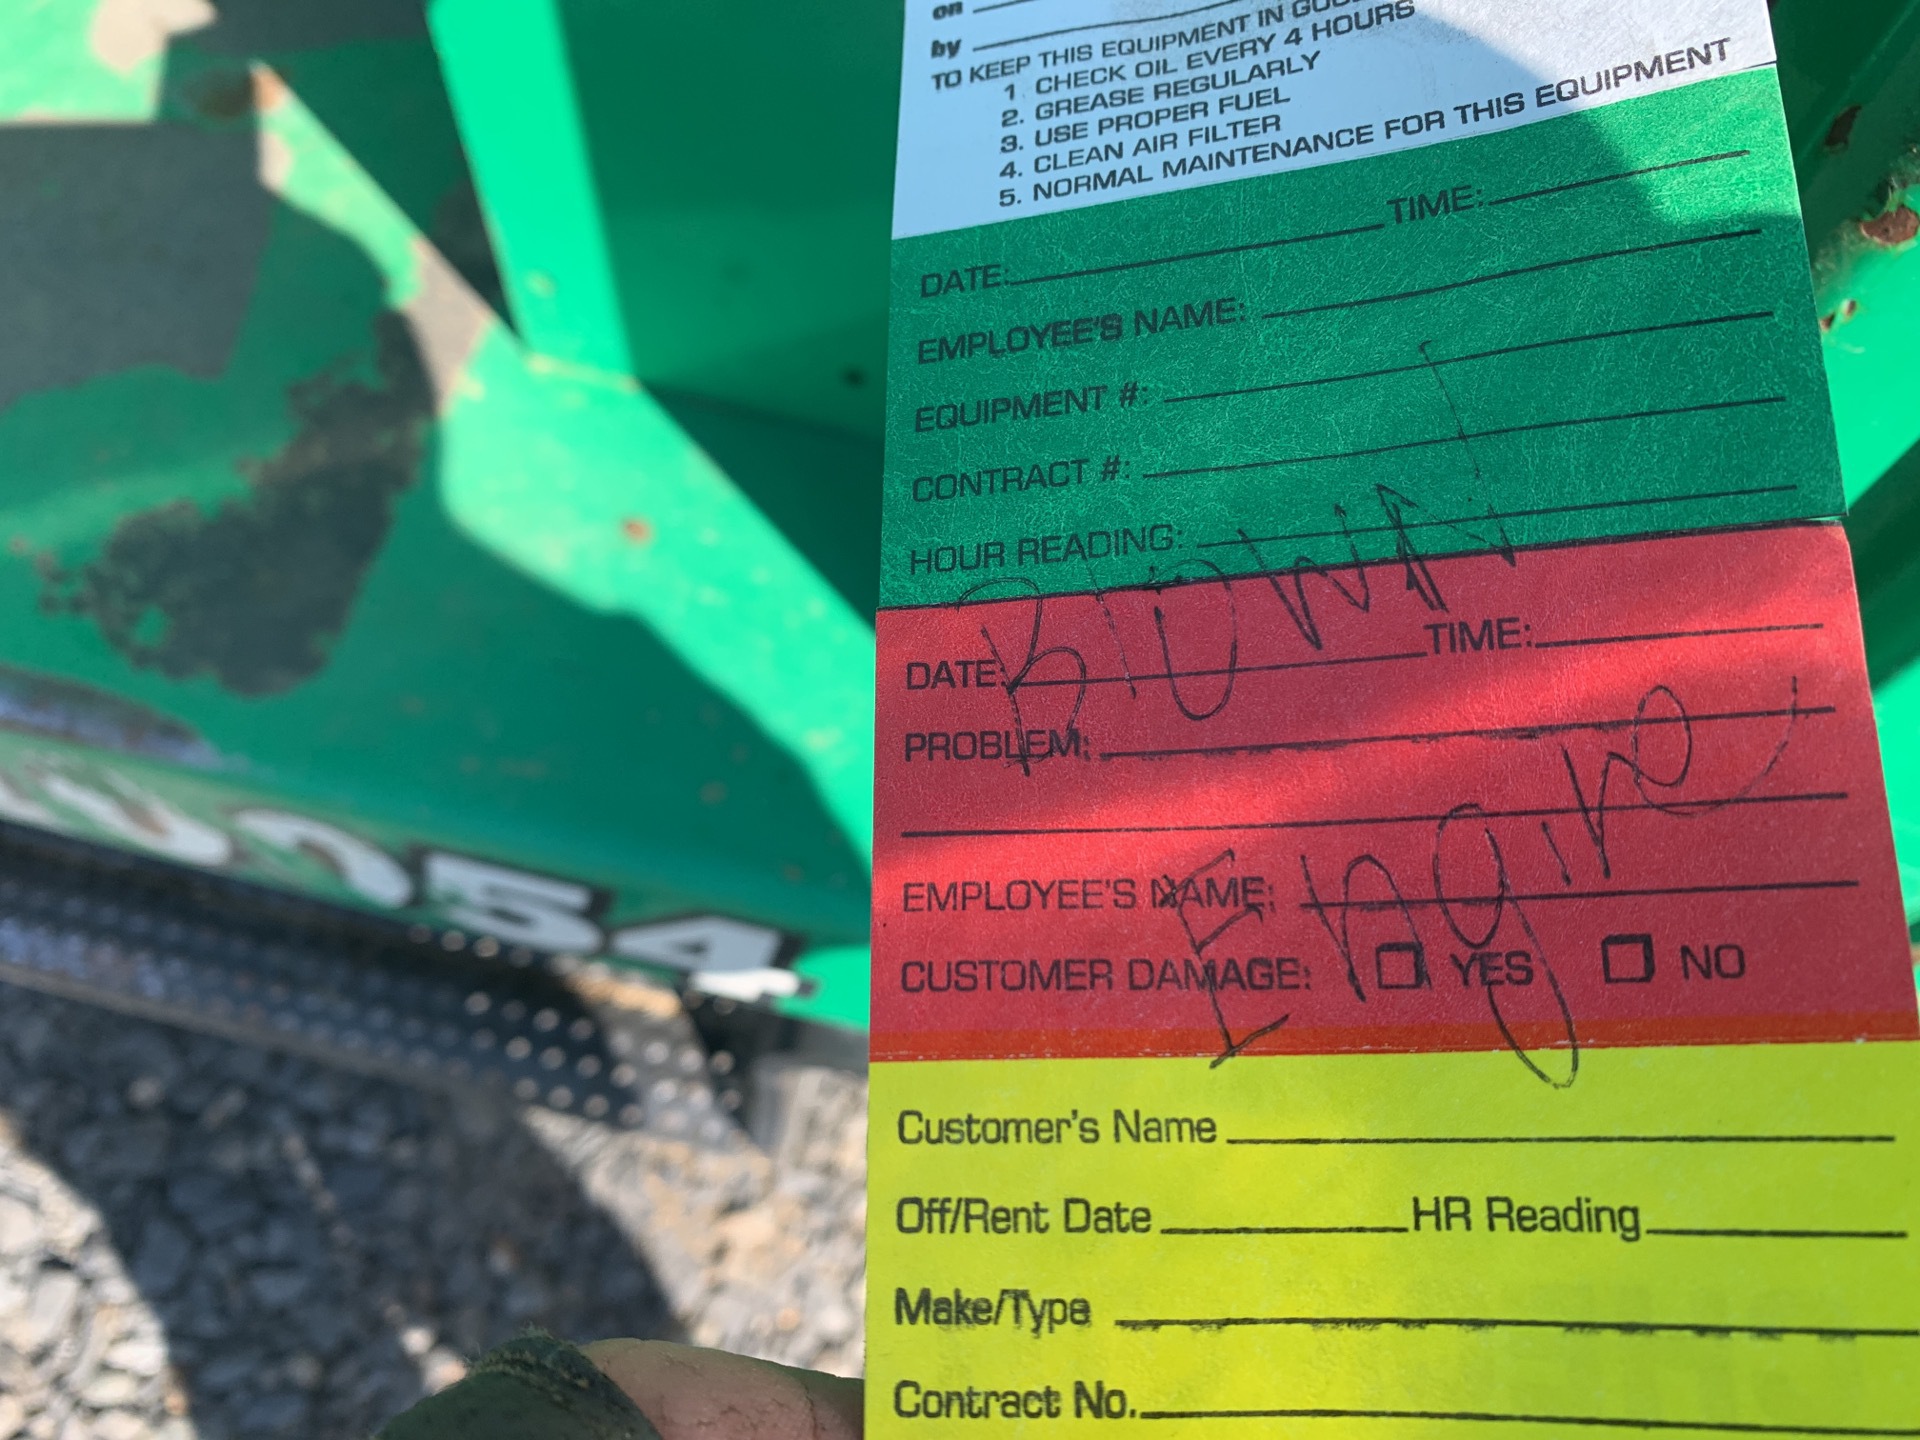 on
by
TO KEEP THIS EQUIPMENT IN
1 CHECK OIL EVERY 4 HOURS
2. GREASE REGULARLY
3. USE PROPER FUEL
4. CLEAN AIR FILTER
5. NORMAL MAINTENANCE FOR THIS EQUIPMENT
DATE: TIME:
EMPLOYEE'S NAME:
EQUIPMENT #:
CONTRACT #:
HOUR READING:
Blown
DATE: TIME:
PROBLEM:
Engine
EMPLOYEE'S NAME:
CUSTOMER DAMAGE: YES NO
Customer's Name
Off/Rent Date HR Reading
Make/Type
Contract No.
254